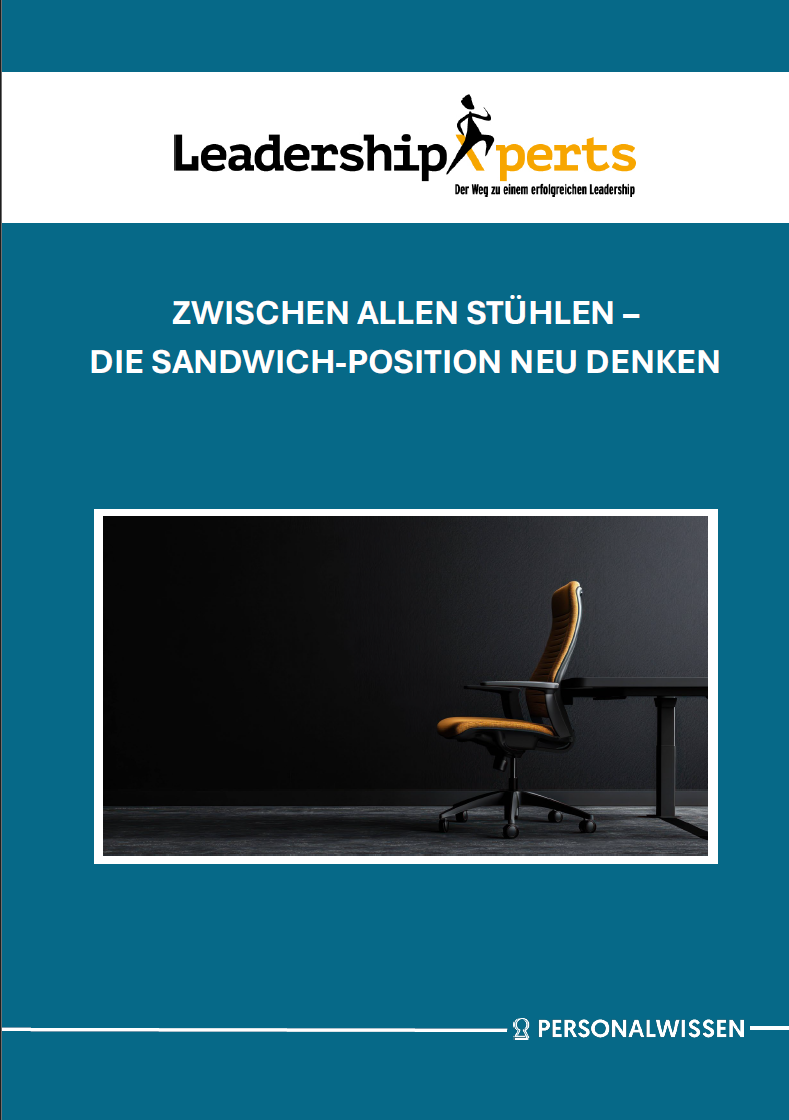 LeadershipXperts
Der Weg zu einem erfolgreichen Leadership
ZWISCHEN ALLEN STÜHLEN –
DIE SANDWICH-POSITION NEU DENKEN
PERSONALWISSEN